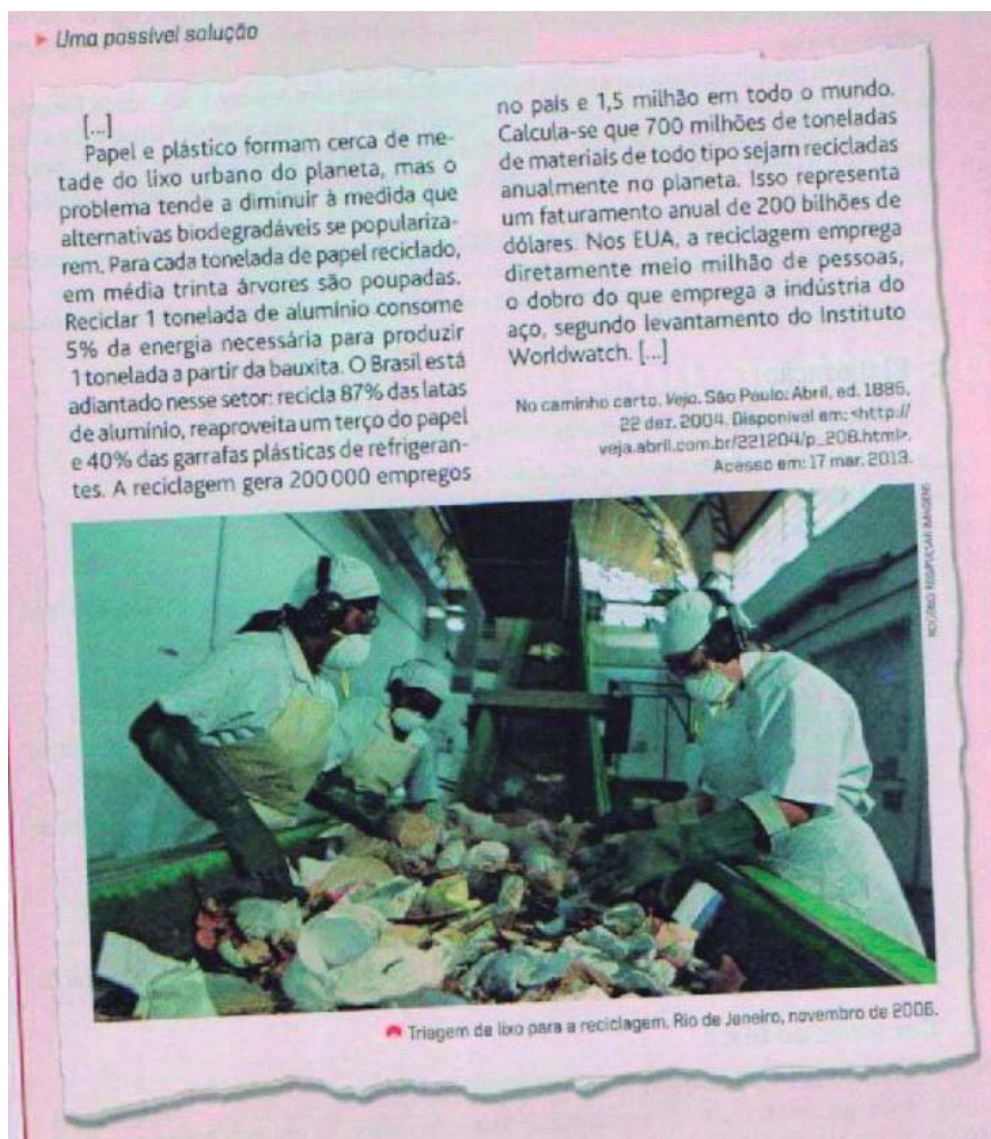 Uma possível solução
[...]
Papel e plástico formam cerca de me-
tade do lixo urbano do planeta, mas o
problema tende a diminuir à medida que
alternativas biodegradáveis se populariza-
rem. Para cada tonelada de papel reciclado,
em média trinta árvores são poupadas.
Reciclar 1 tonelada de alumínio consome
5% da energia necessária para produzir
1 tonelada a partir da bauxita. O Brasil está
adiantado nesse setor: recicla 87% das latas
de alumínio, reaproveita um terço do papel
e 40% das garrafas plásticas de refrigeran-
tes. A reciclagem gera 200 000 empregos
no país e 1,5 milhão em todo o mundo.
Calcula-se que 700 milhões de toneladas
de materiais de todo tipo sejam recicladas
anualmente no planeta. Isso representa
um faturamento anual de 200 bilhões de
dólares. Nos EUA, a reciclagem emprega
diretamente meio milhão de pessoas,
o dobro do que emprega a indústria do
aço, segundo levantamento do Instituto
Worldwatch. [...]
No caminho certo. Veja. São Paulo: Abril, ed. 1885,
22 dez. 2004. Disponível em: <http://
veja.abril.com.br/221204/p_208.html>.
Acesso em: 17 mar. 2013.
ROGÉRIO REIS/PULSAR IMAGENS
Triagem de lixo para a reciclagem. Rio de Janeiro, novembro de 2006.